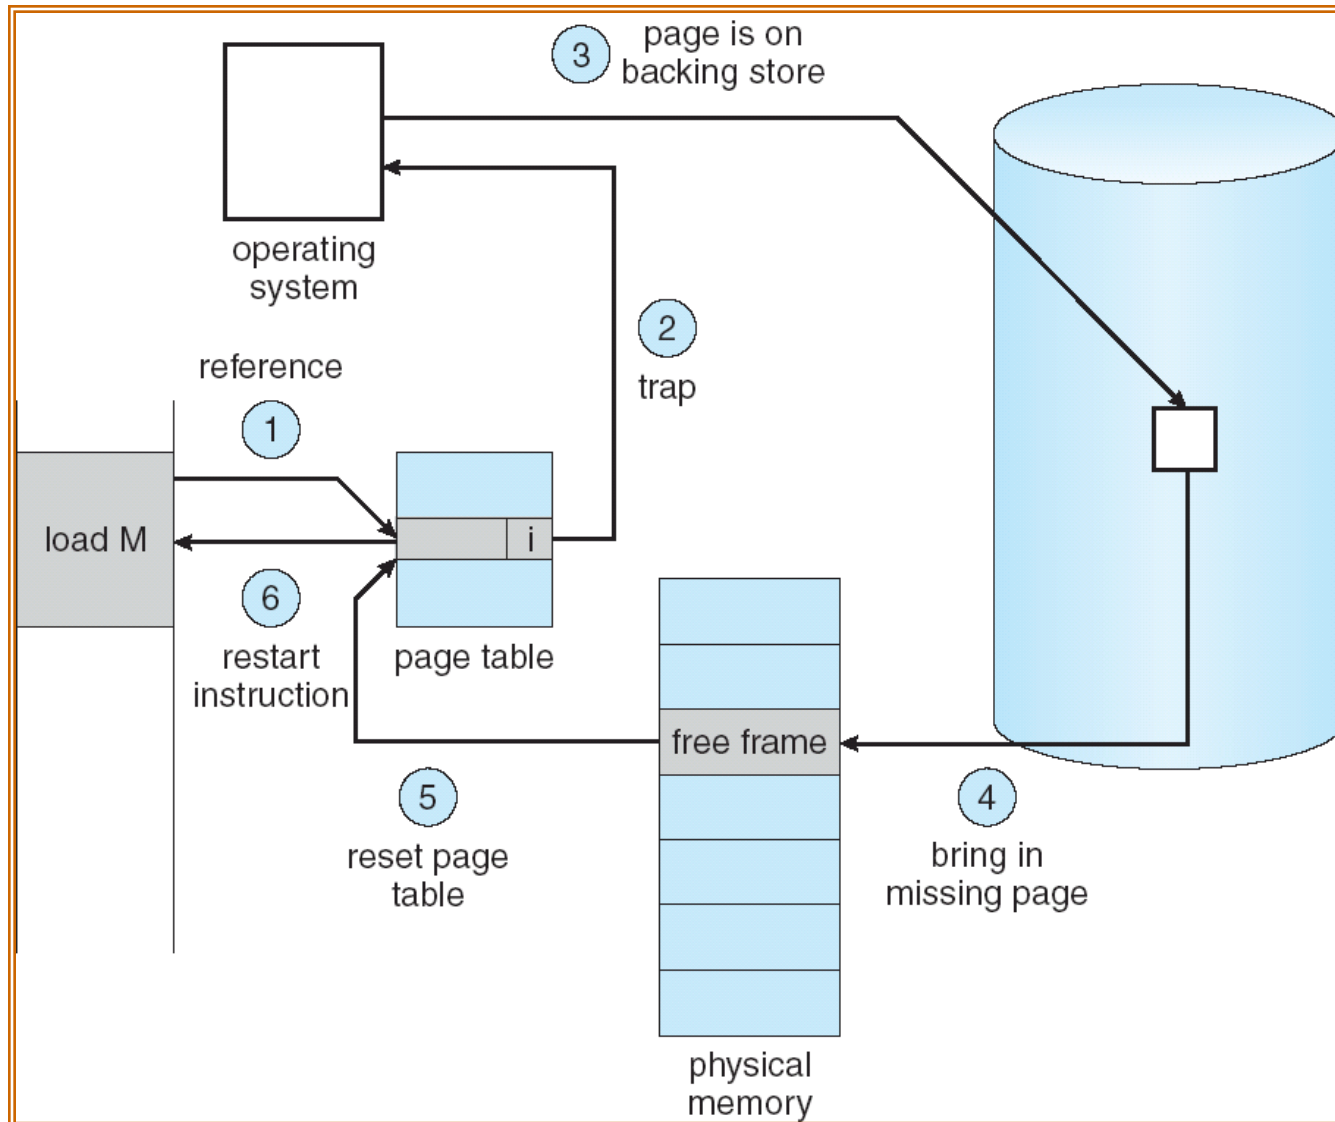 3
page is on
backing store
operating
system
2
trap
reference
1
load M
i
6
restart
instruction
page table
free frame
5
reset page
table
4
bring in
missing page
physical
memory